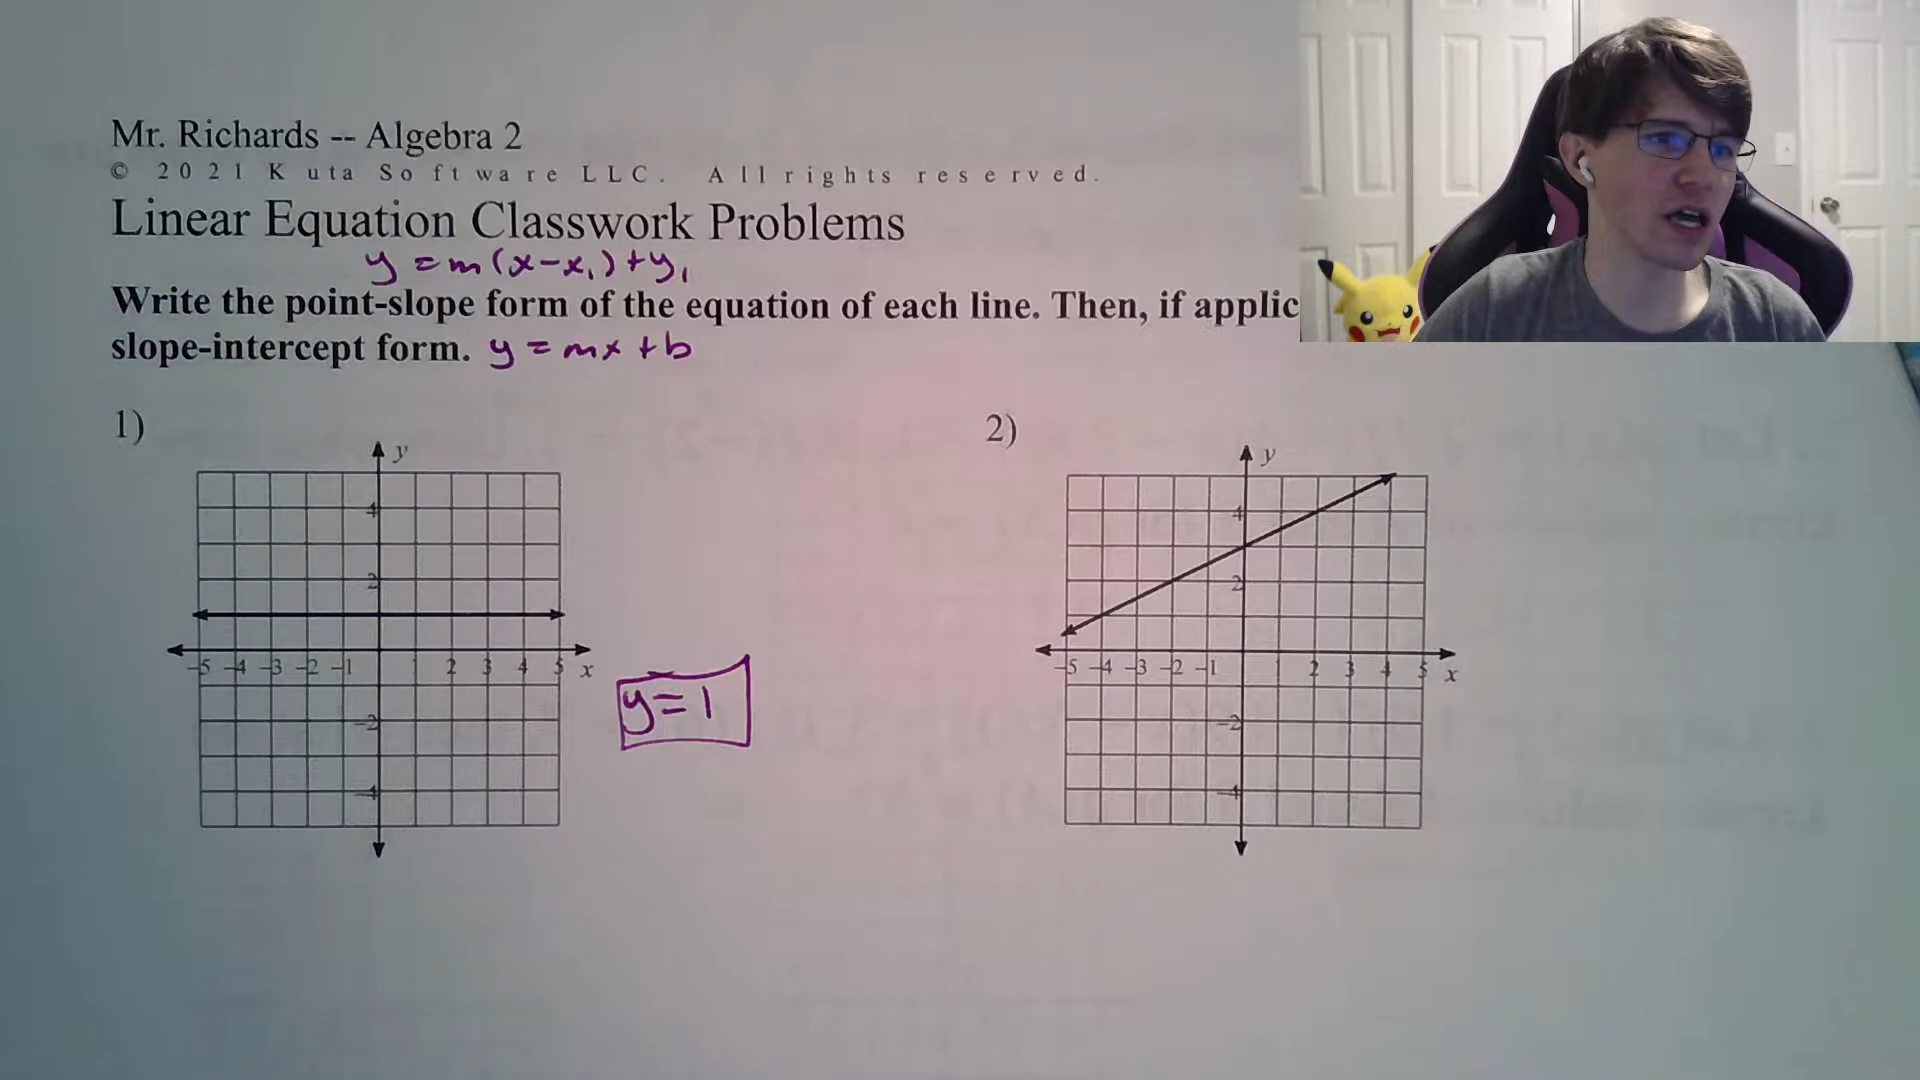 Mr. Richards -- Algebra 2
© 2021 Kuta Software LLC. All rights reserved.
Linear Equation Classwork Problems
y = m(x-x₁)+y₁
Write the point-slope form of the equation of each line. Then, if applic
slope-intercept form. y = mx + b
1)
2)
y
4
2
-5 -4 -3 -2 -1 1 2 3 4 5 x
-2
-4
y = 1
y
4
2
-5 -4 -3 -2 -1 1 2 3 4 5 x
-2
-4